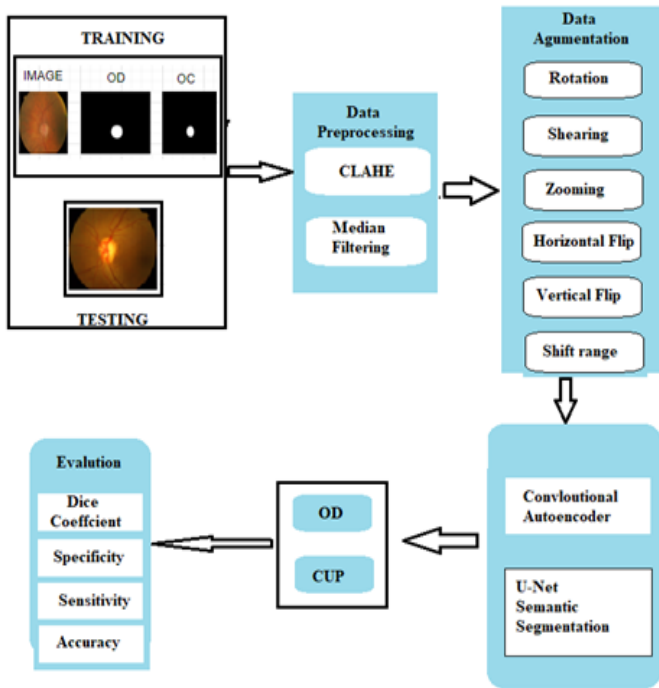 TRAINING
IMAGE OD OC
TESTING
Data
Preprocessing
CLAHE
Median
Filtering
Data
Agumentation
Rotation
Shearing
Zooming
Horizontal Flip
Vertical Flip
Shift range
Convloutional
Autoencoder
U-Net
Semantic
Segmentation
OD
CUP
Evalution
Dice
Coeffcient
Specificity
Sensitivity
Accuracy